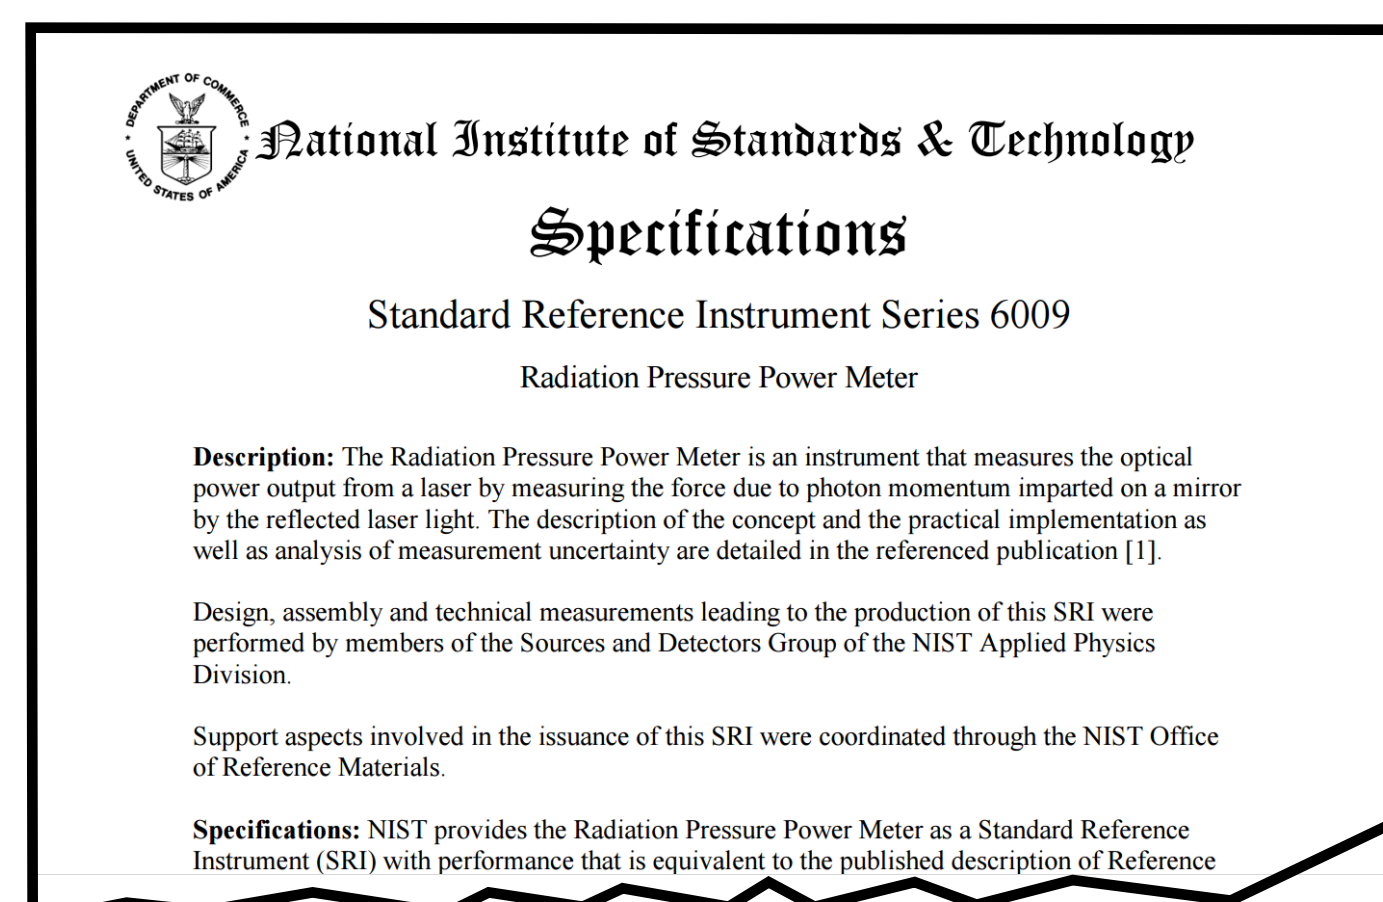 DEPARTMENT OF COMMERCE
UNITED STATES OF AMERICA
National Institute of Standards & Technology
Specifications
Standard Reference Instrument Series 6009
Radiation Pressure Power Meter
Description: The Radiation Pressure Power Meter is an instrument that measures the optical
power output from a laser by measuring the force due to photon momentum imparted on a mirror
by the reflected laser light. The description of the concept and the practical implementation as
well as analysis of measurement uncertainty are detailed in the referenced publication [1].
Design, assembly and technical measurements leading to the production of this SRI were
performed by members of the Sources and Detectors Group of the NIST Applied Physics
Division.
Support aspects involved in the issuance of this SRI were coordinated through the NIST Office
of Reference Materials.
Specifications: NIST provides the Radiation Pressure Power Meter as a Standard Reference
Instrument (SRI) with performance that is equivalent to the published description of Reference